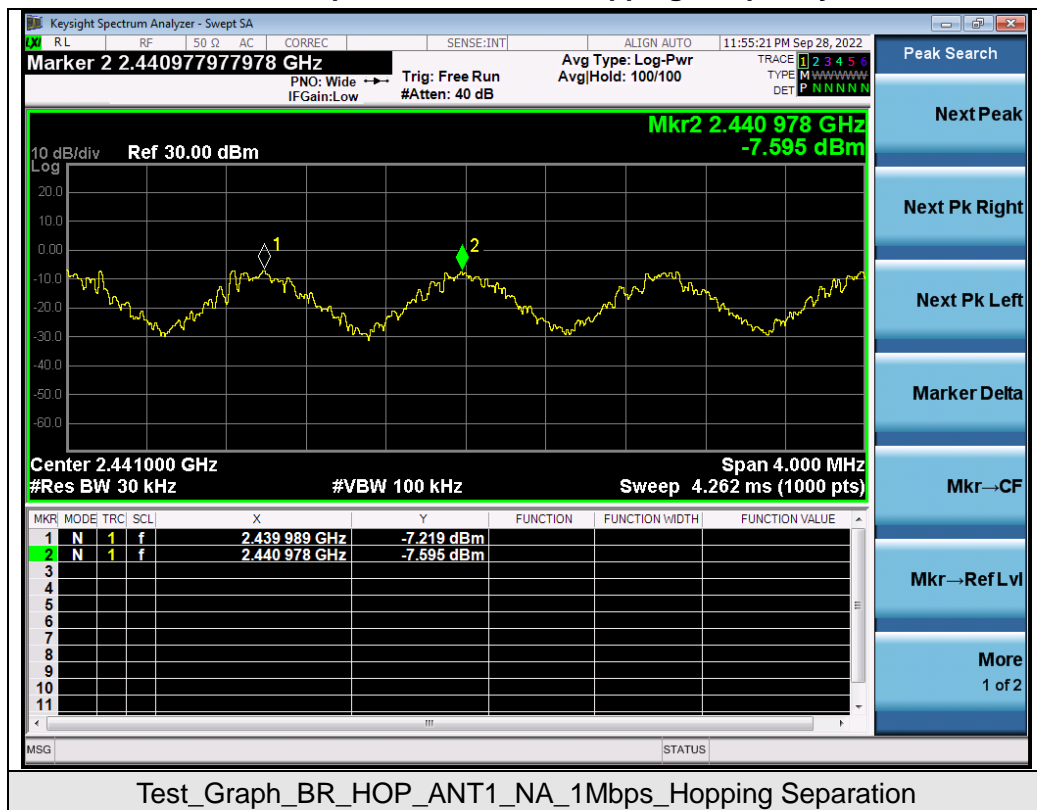 Keysight Spectrum Analyzer - Swept SA
LXI RL RF 50 Ω AC CORREC SENSE:INT ALIGN AUTO 11:55:21 PM Sep 28, 2022
Marker 2 2.440977977978 GHz
PNO: Wide
IFGain:Low
Trig: Free Run
#Atten: 40 dB
Avg Type: Log-Pwr
Avg|Hold: 100/100
TRACE 1 2 3 4 5 6
TYPE M WWWWW
DET P N N N N N
Peak Search
Mkr2 2.440 978 GHz
-7.595 dBm
10 dB/div Ref 30.00 dBm
Log
20.0
10.0
0.00
-10.0
-20.0
-30.0
-40.0
-50.0
-60.0
1
2
Center 2.441000 GHz Span 4.000 MHz
#Res BW 30 kHz #VBW 100 kHz Sweep 4.262 ms (1000 pts)
MKR MODE TRC SCL X Y FUNCTION FUNCTION WIDTH FUNCTION VALUE
1 N 1 f 2.439 989 GHz -7.219 dBm
2 N 1 f 2.440 978 GHz -7.595 dBm
3
4
5
6
7
8
9
10
11
Next Peak
Next Pk Right
Next Pk Left
Marker Delta
Mkr→CF
Mkr→Ref Lvl
More
1 of 2
MSG STATUS
Test_Graph_BR_HOP_ANT1_NA_1Mbps_Hopping Separation